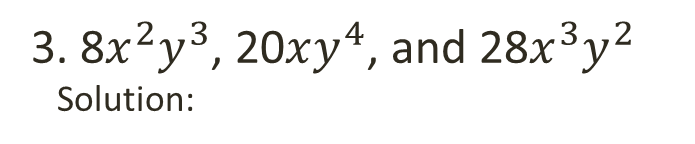 3. 8x²y³, 20xy⁴, and 28x³y²
Solution: